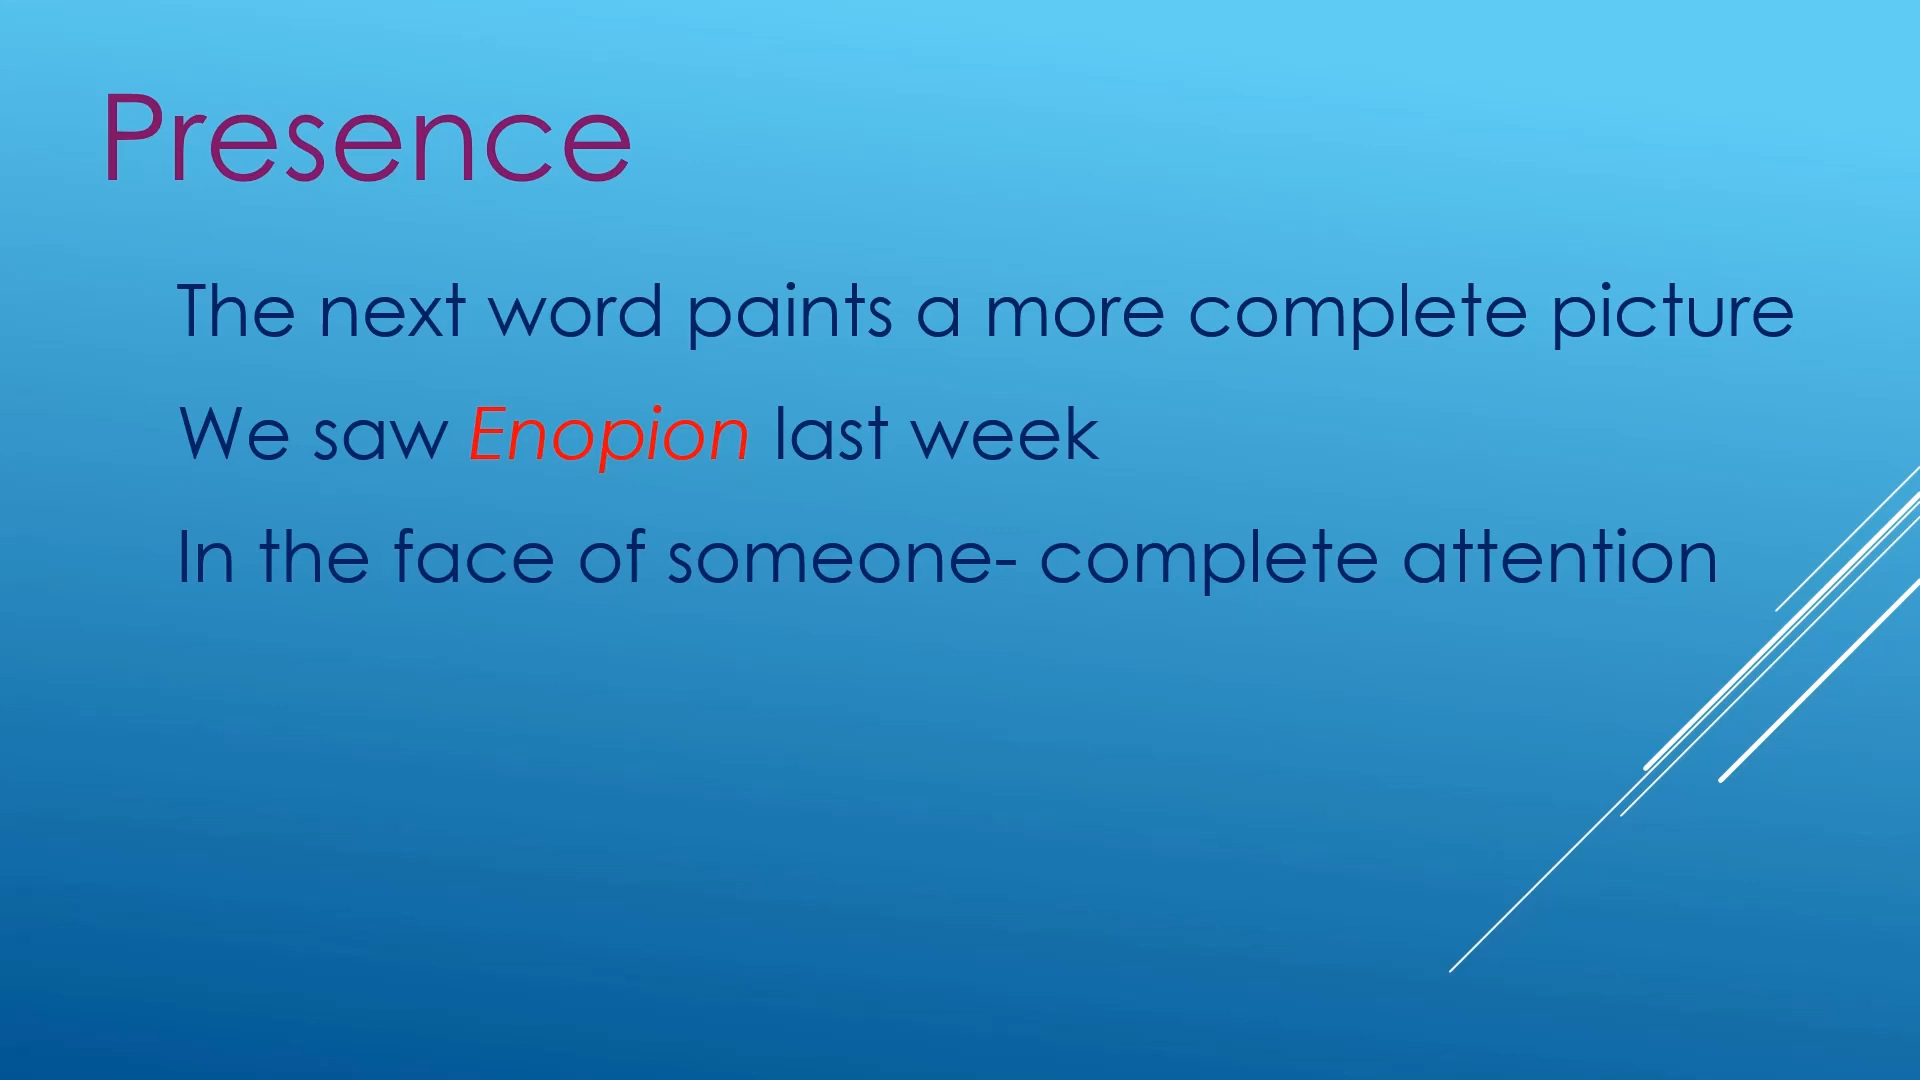 Presence
The next word paints a more complete picture
We saw Enopion last week
In the face of someone- complete attention